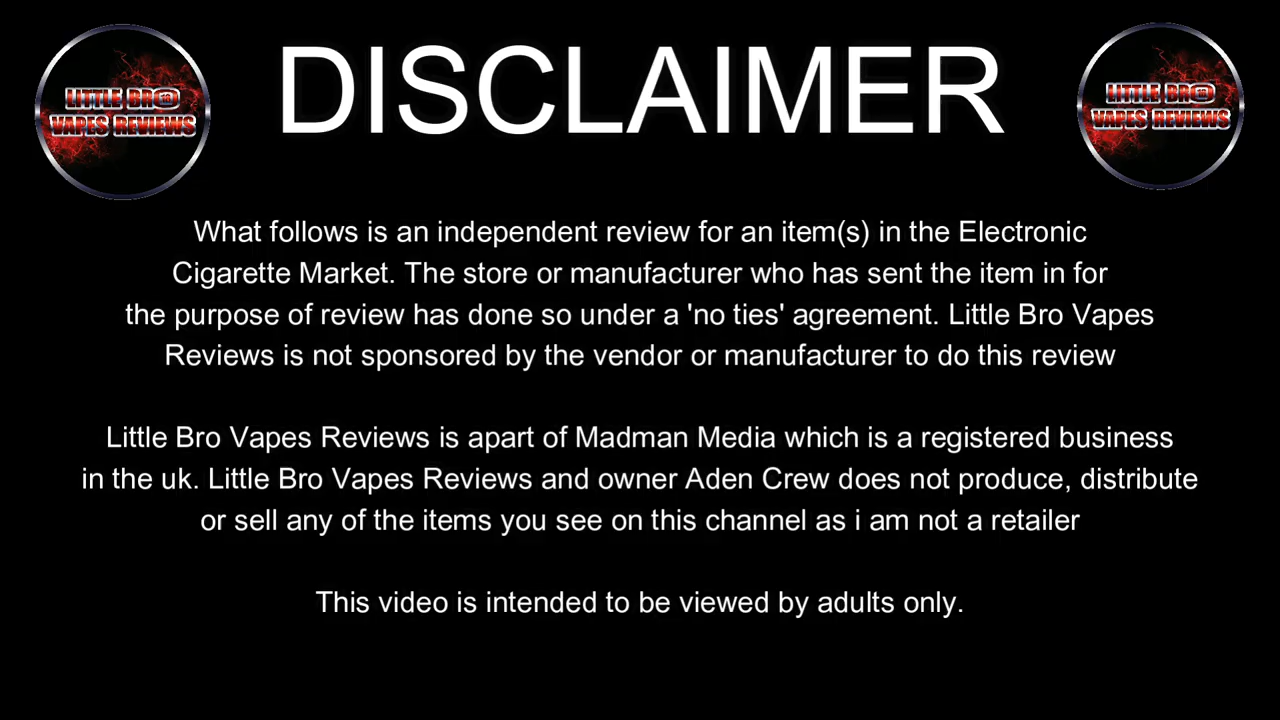 DISCLAIMER
LITTLE BRO
VAPES REVIEWS
LITTLE BRO
VAPES REVIEWS
What follows is an independent review for an item(s) in the Electronic
Cigarette Market. The store or manufacturer who has sent the item in for
the purpose of review has done so under a 'no ties' agreement. Little Bro Vapes
Reviews is not sponsored by the vendor or manufacturer to do this review
Little Bro Vapes Reviews is apart of Madman Media which is a registered business
in the uk. Little Bro Vapes Reviews and owner Aden Crew does not produce, distribute
or sell any of the items you see on this channel as i am not a retailer
This video is intended to be viewed by adults only.